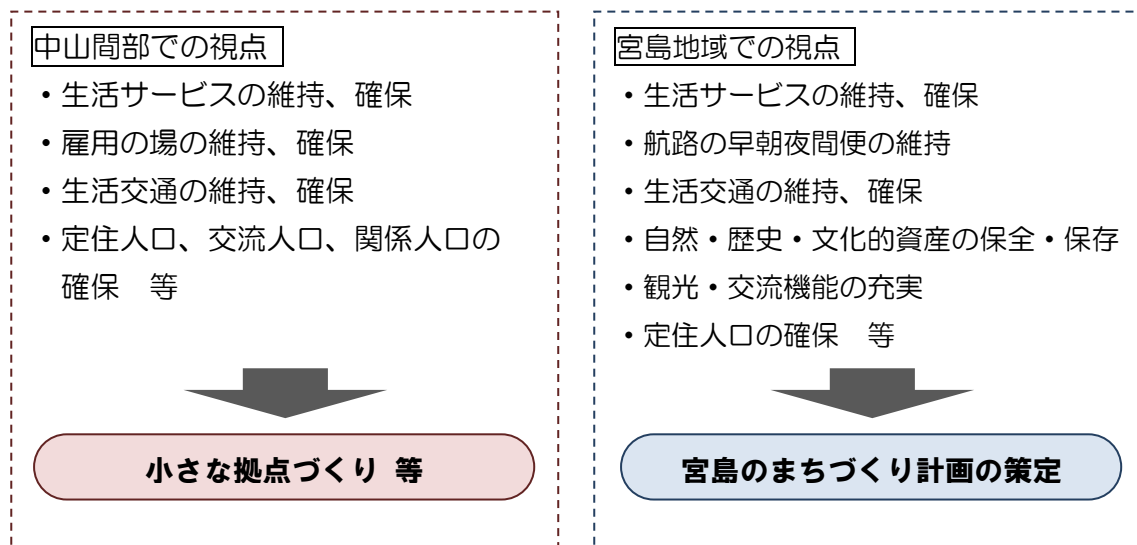 中山間部での視点
・生活サービスの維持、確保
・雇用の場の維持、確保
・生活交通の維持、確保
・定住人口、交流人口、関係人口の
確保　等
小さな拠点づくり 等
宮島地域での視点
・生活サービスの維持、確保
・航路の早朝夜間便の維持
・生活交通の維持、確保
・自然・歴史・文化的資産の保全・保存
・観光・交流機能の充実
・定住人口の確保　等
宮島のまちづくり計画の策定